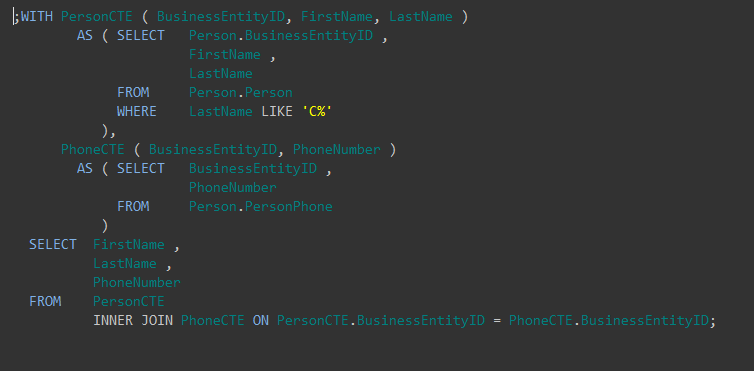 ;WITH PersonCTE ( BusinessEntityID, FirstName, LastName )
AS ( SELECT Person.BusinessEntityID ,
FirstName ,
LastName
FROM Person.Person
WHERE LastName LIKE 'C%'
),
PhoneCTE ( BusinessEntityID, PhoneNumber )
AS ( SELECT BusinessEntityID ,
PhoneNumber
FROM Person.PersonPhone
)
SELECT FirstName ,
LastName ,
PhoneNumber
FROM PersonCTE
INNER JOIN PhoneCTE ON PersonCTE.BusinessEntityID = PhoneCTE.BusinessEntityID;